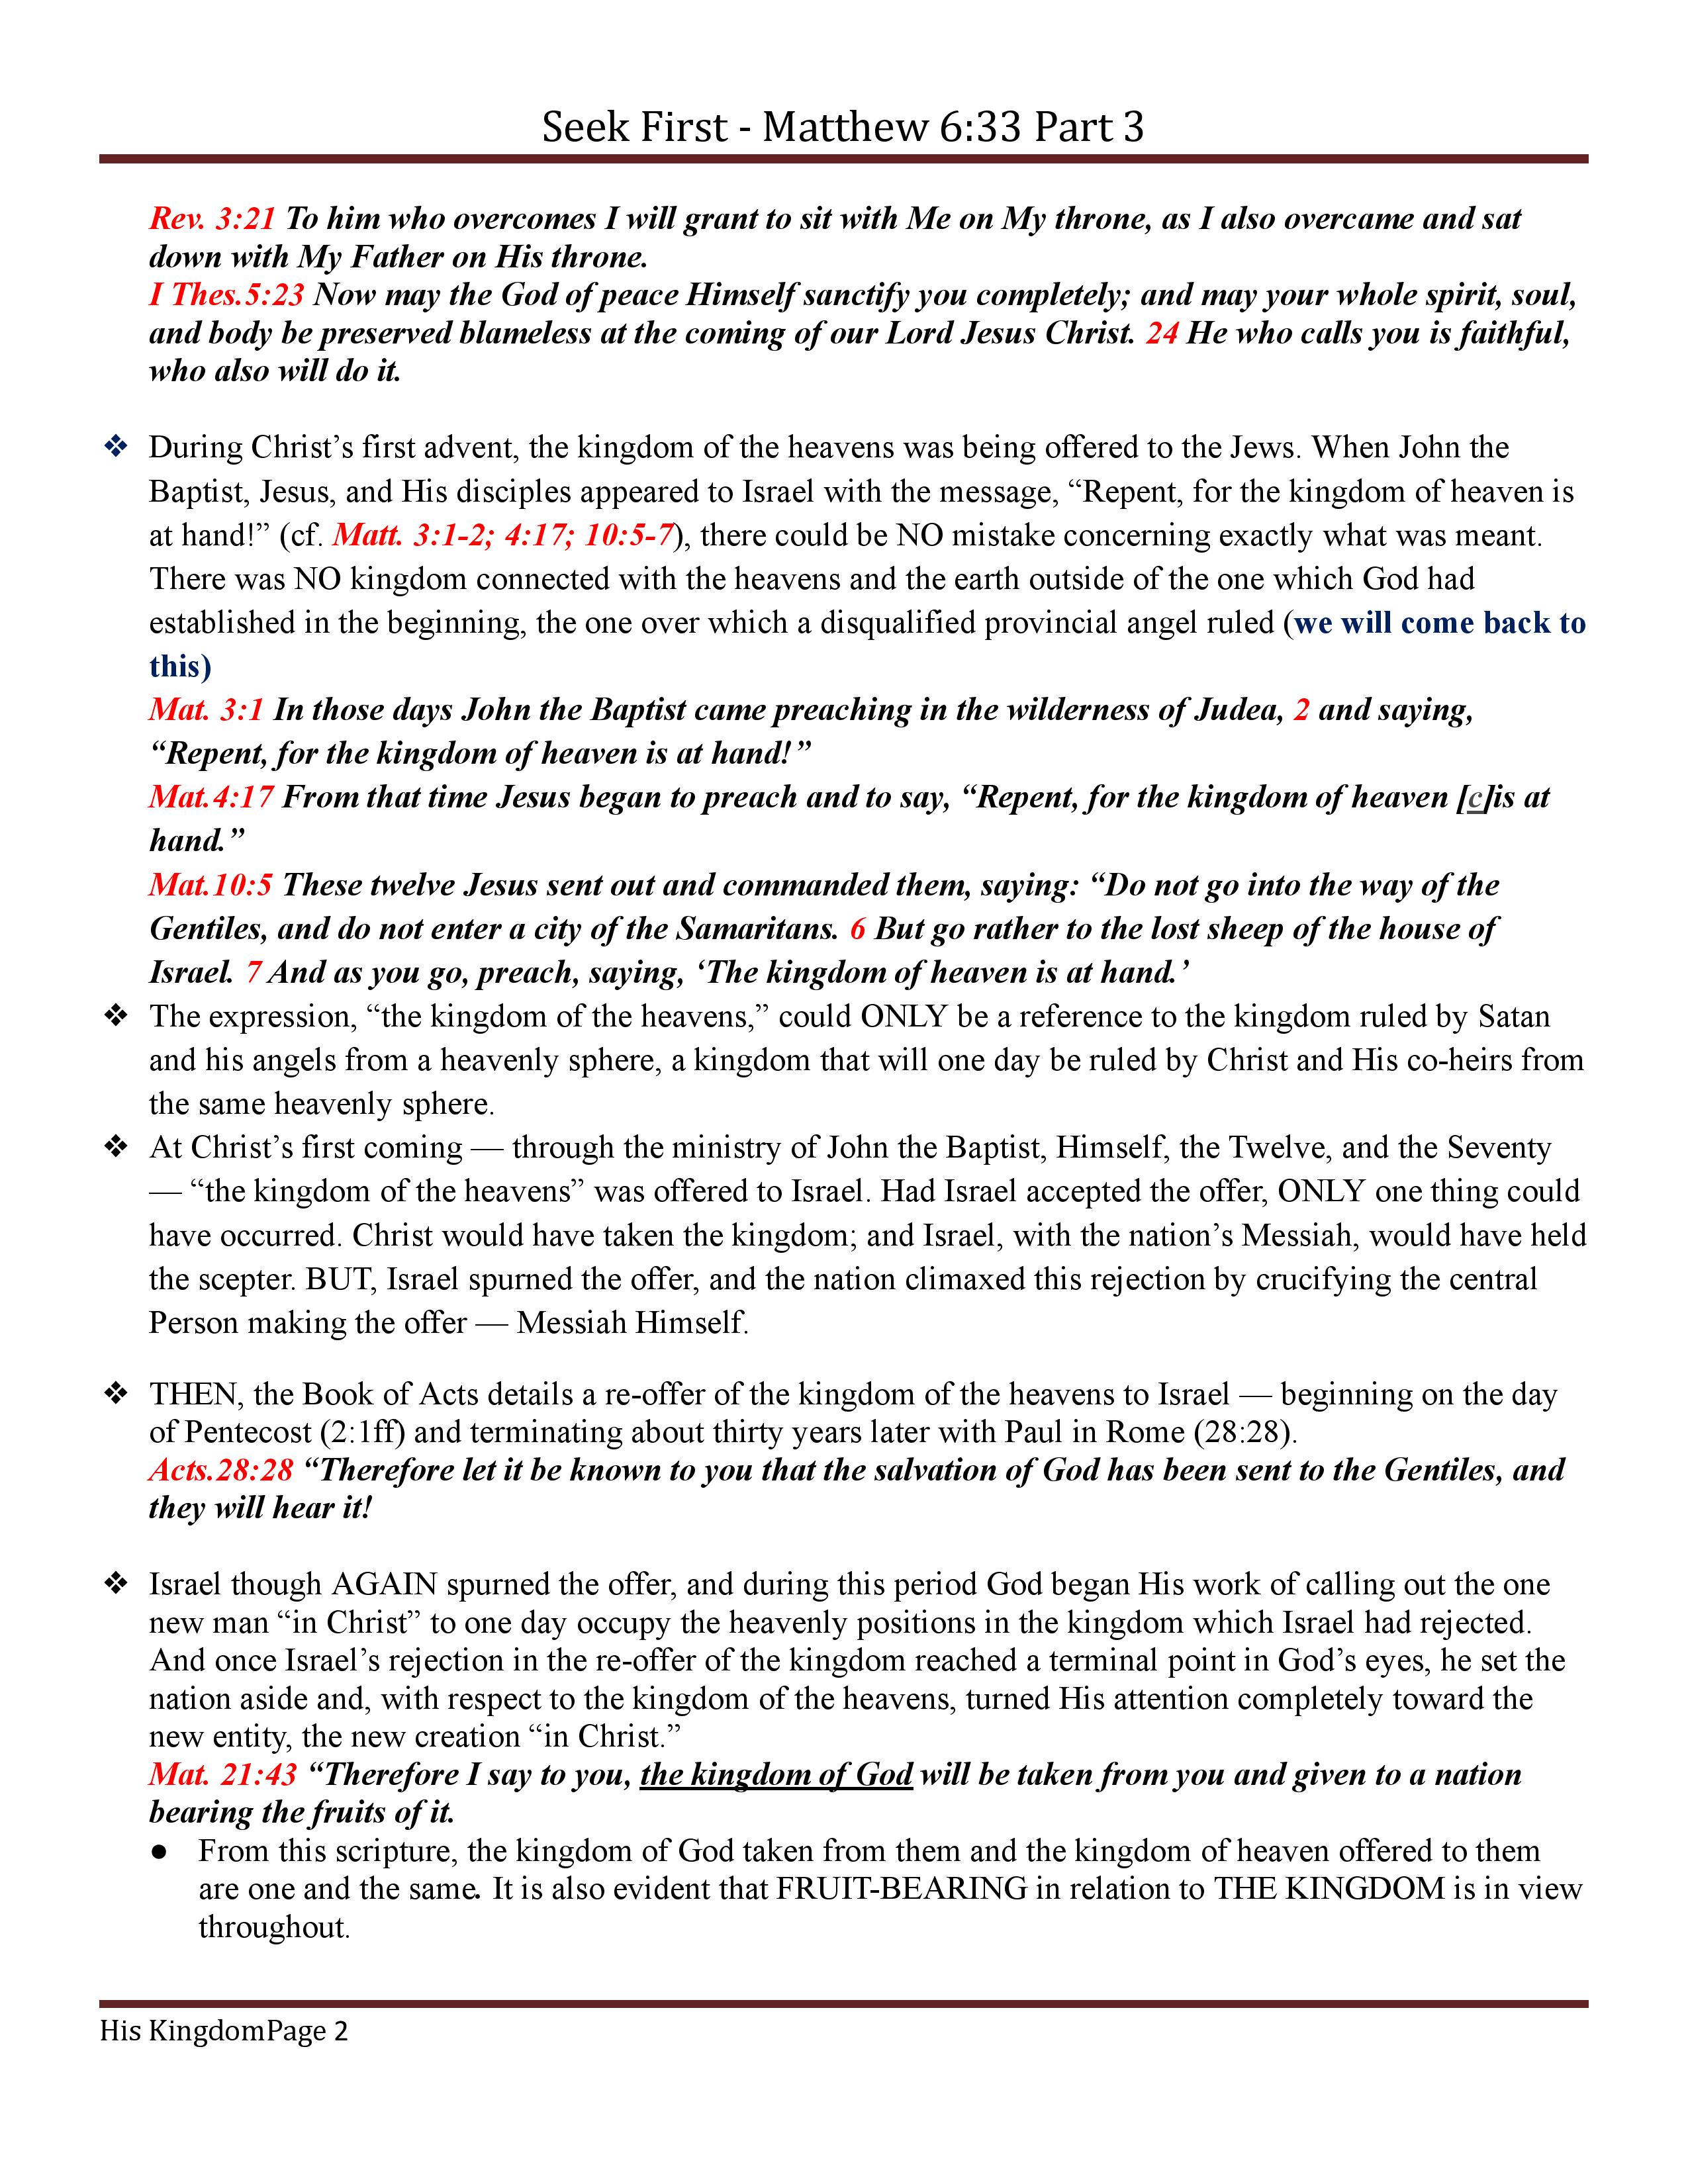 Seek First - Matthew 6:33 Part 3
Rev. 3:21 To him who overcomes I will grant to sit with Me on My throne, as I also overcame and sat
down with My Father on His throne.
I Thes.5:23 Now may the God of peace Himself sanctify you completely; and may your whole spirit, soul,
and body be preserved blameless at the coming of our Lord Jesus Christ. 24 He who calls you is faithful,
who also will do it.
❖ During Christ’s first advent, the kingdom of the heavens was being offered to the Jews. When John the
Baptist, Jesus, and His disciples appeared to Israel with the message, “Repent, for the kingdom of heaven is
at hand!” (cf. Matt. 3:1-2; 4:17; 10:5-7), there could be NO mistake concerning exactly what was meant.
There was NO kingdom connected with the heavens and the earth outside of the one which God had
established in the beginning, the one over which a disqualified provincial angel ruled (we will come back to
this)
Mat. 3:1 In those days John the Baptist came preaching in the wilderness of Judea, 2 and saying,
“Repent, for the kingdom of heaven is at hand!”
Mat.4:17 From that time Jesus began to preach and to say, “Repent, for the kingdom of heaven [c]is at
hand.”
Mat.10:5 These twelve Jesus sent out and commanded them, saying: “Do not go into the way of the
Gentiles, and do not enter a city of the Samaritans. 6 But go rather to the lost sheep of the house of
Israel. 7 And as you go, preach, saying, ‘The kingdom of heaven is at hand.’
❖ The expression, “the kingdom of the heavens,” could ONLY be a reference to the kingdom ruled by Satan
and his angels from a heavenly sphere, a kingdom that will one day be ruled by Christ and His co-heirs from
the same heavenly sphere.
❖ At Christ’s first coming — through the ministry of John the Baptist, Himself, the Twelve, and the Seventy
— “the kingdom of the heavens” was offered to Israel. Had Israel accepted the offer, ONLY one thing could
have occurred. Christ would have taken the kingdom; and Israel, with the nation’s Messiah, would have held
the scepter. BUT, Israel spurned the offer, and the nation climaxed this rejection by crucifying the central
Person making the offer — Messiah Himself.
❖ THEN, the Book of Acts details a re-offer of the kingdom of the heavens to Israel — beginning on the day
of Pentecost (2:1ff) and terminating about thirty years later with Paul in Rome (28:28).
Acts.28:28 “Therefore let it be known to you that the salvation of God has been sent to the Gentiles, and
they will hear it!
❖ Israel though AGAIN spurned the offer, and during this period God began His work of calling out the one
new man “in Christ” to one day occupy the heavenly positions in the kingdom which Israel had rejected.
And once Israel’s rejection in the re-offer of the kingdom reached a terminal point in God’s eyes, he set the
nation aside and, with respect to the kingdom of the heavens, turned His attention completely toward the
new entity, the new creation “in Christ.”
Mat. 21:43 “Therefore I say to you, the kingdom of God will be taken from you and given to a nation
bearing the fruits of it.
● From this scripture, the kingdom of God taken from them and the kingdom of heaven offered to them
are one and the same. It is also evident that FRUIT-BEARING in relation to THE KINGDOM is in view
throughout.
His KingdomPage 2